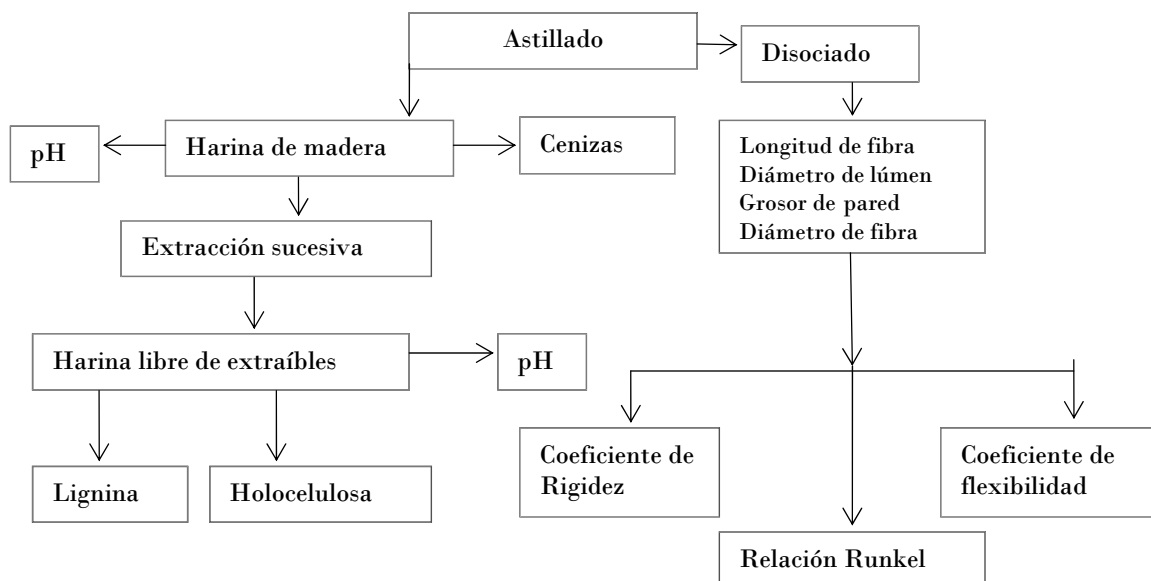 Astillado
Disociado
pH
Harina de madera
Cenizas
Longitud de fibra
Diámetro de lúmen
Grosor de pared
Diámetro de fibra
Extracción sucesiva
Harina libre de extraíbles
pH
Lignina
Holocelulosa
Coeficiente de
Rigidez
Coeficiente de
flexibilidad
Relación Runkel